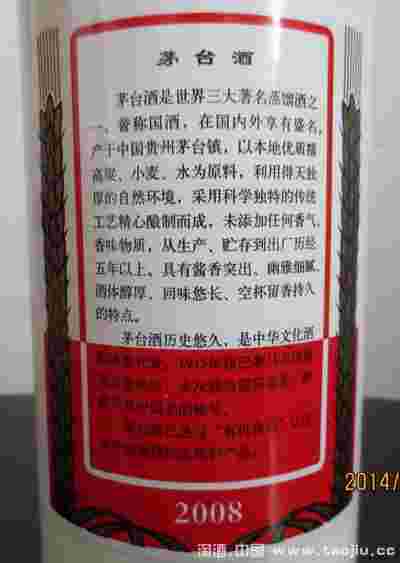 茅台酒
茅台酒是世界三大著名蒸馏酒之
一、誉称国酒，在国内外享有盛名，
产于中国贵州茅台镇，以本地优质糯
高粱、小麦、水为原料，利用得天独
厚的自然环境，采用科学独特的传统
工艺精心酿制而成，未添加任何香气、
香味物质，从生产、贮存到出厂历经
五年以上，具有酱香突出、幽雅细腻、
酒体醇厚、回味悠长、空杯留香持久
的特点。
茅台酒历史悠久，是中华文化酒
2008
2014/
淘酒.中国 www.taojiu.cc